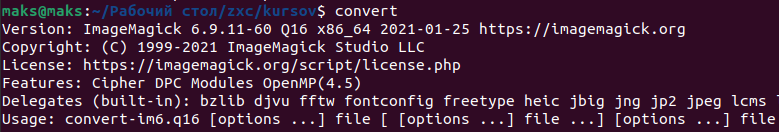 maks@maks:~/Рабочий стол/zxc/kursov$ convert
Version: ImageMagick 6.9.11-60 Q16 x86_64 2021-01-25 https://imagemagick.org
Copyright: (C) 1999-2021 ImageMagick Studio LLC
License: https://imagemagick.org/script/license.php
Features: Cipher DPC Modules OpenMP(4.5)
Delegates (built-in): bzlib djvu fftw fontconfig freetype heic jbig jng jp2 jpeg lcms
Usage: convert-im6.q16 [options ...] file [ [options ...] file ...] [options ...] file